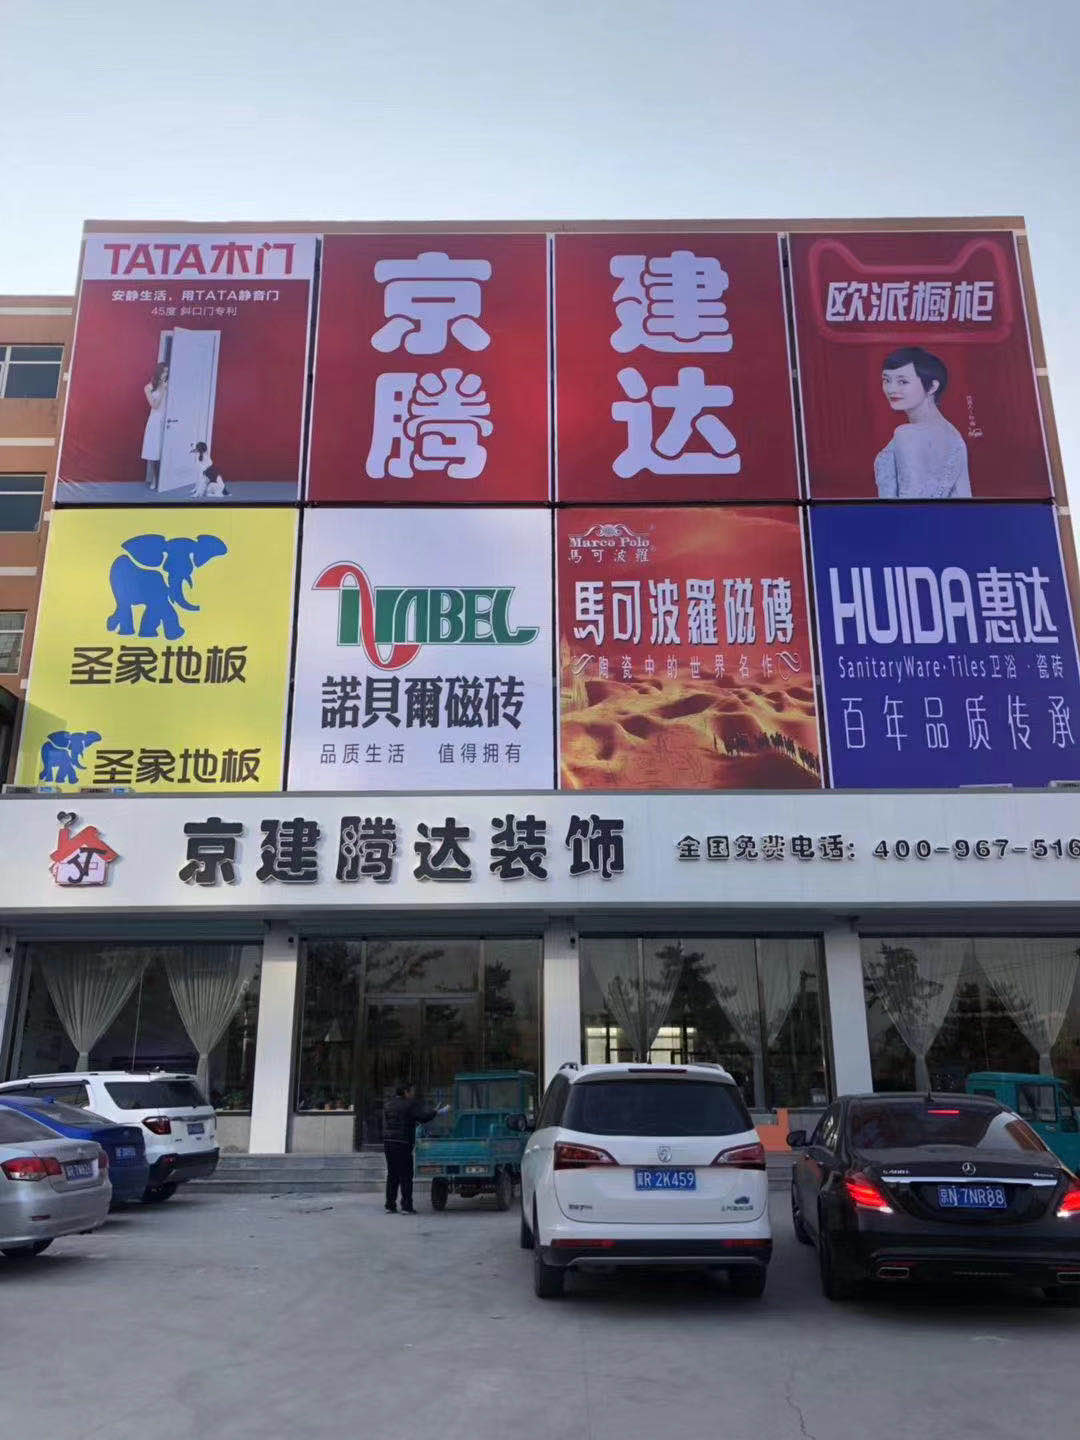 TATA木门
安静生活，用TATA静音门
45度 斜口门专利
京
腾
建
达
欧派橱柜
圣象地板
圣象地板
NABEL
諾貝爾磁砖
品质生活 值得拥有
Marco Polo
馬可波羅
馬可波羅磁磚
陶瓷中的世界名作
HUIDA惠达
SanitaryWare·Tiles卫浴·瓷砖
百年品质传承
京建腾达装饰
全国免费电话：400-967-516
冀R 2K459
京N 7NR88
S 400 L